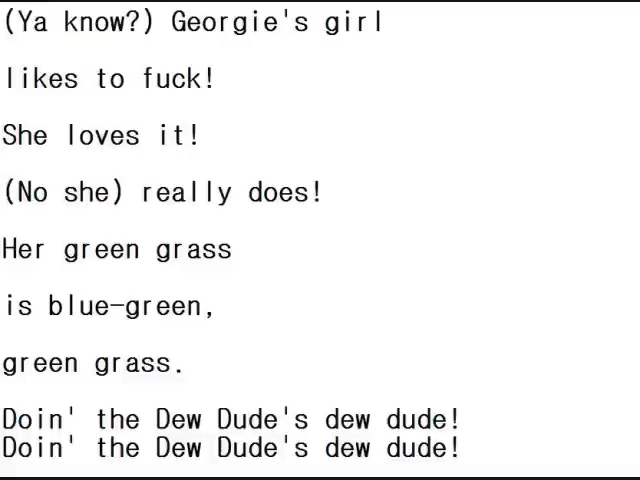 (Ya know?) Georgie's girl
likes to fuck!
She loves it!
(No she) really does!
Her green grass
is blue-green,
green grass.
Doin' the Dew Dude's dew dude!
Doin' the Dew Dude's dew dude!